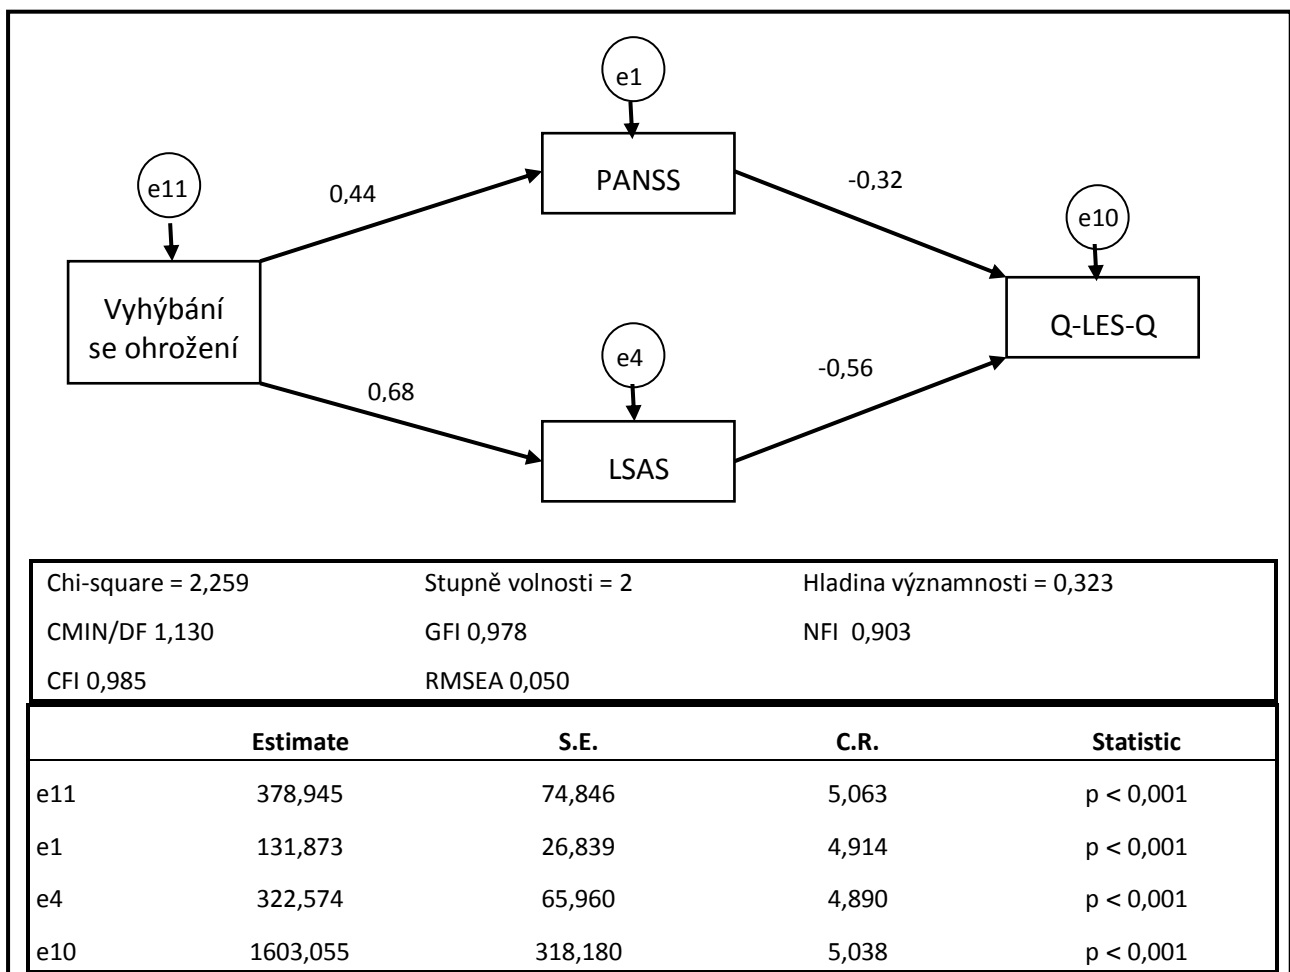 e1
PANSS
-0,32
e11
0,44
e10
Vyhýbání
se ohrožení
Q-LES-Q
e4
-0,56
0,68
LSAS
Chi-square = 2,259 Stupně volnosti = 2 Hladina významnosti = 0,323
CMIN/DF 1,130 GFI 0,978 NFI 0,903
CFI 0,985 RMSEA 0,050
Estimate S.E. C.R. Statistic
e11 378,945 74,846 5,063 p < 0,001
e1 131,873 26,839 4,914 p < 0,001
e4 322,574 65,960 4,890 p < 0,001
e10 1603,055 318,180 5,038 p < 0,001